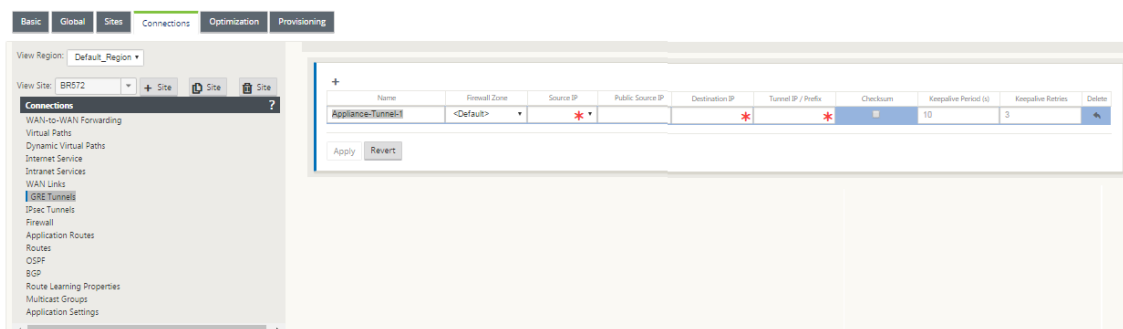 Basic Global Sites Connections Optimization Provisioning
View Region: Default_Region
View Site: BR572 + Site Site Site
Connections ?
WAN-to-WAN Forwarding
Virtual Paths
Dynamic Virtual Paths
Internet Service
Intranet Services
WAN Links
GRE Tunnels
IPsec Tunnels
Firewall
Application Routes
Routes
OSPF
BGP
Route Learning Properties
Multicast Groups
Application Settings
+
Name Firewall Zone Source IP Public Source IP Destination IP Tunnel IP / Prefix Checksum Keepalive Period (s) Keepalive Retries Delete
Appliance-Tunnel-1 <Default> * * * 10 3
Apply Revert